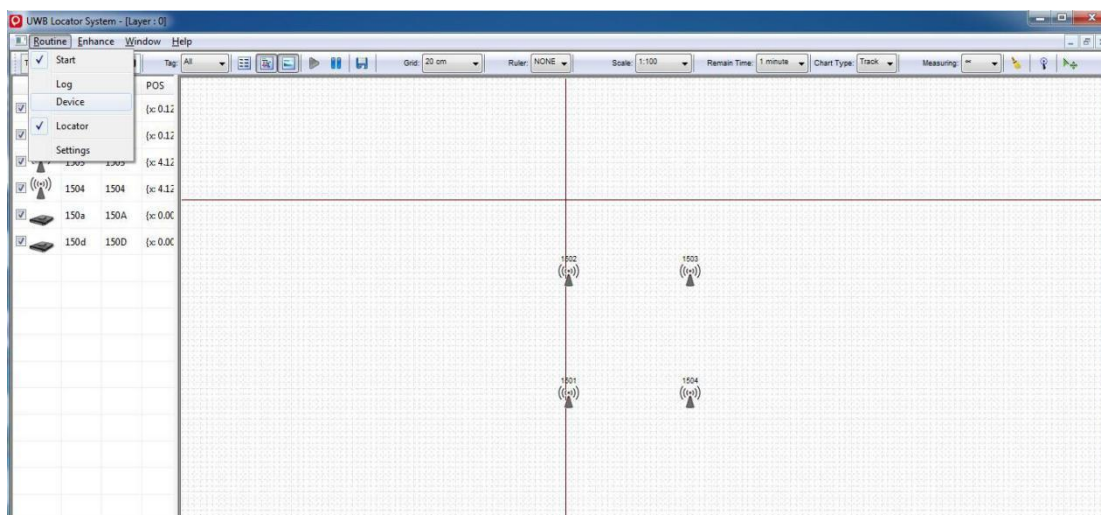 UWB Locator System - [Layer : 0]
Routine Enhance Window Help
Tag: All Grid: 20 cm Ruler: NONE Scale: 1:100 Remain Time: 1 minute Chart Type: Track Measuring:
Start
Log
Device
Locator
Settings
POS
{x: 0.12
{x: 0.12
1503 1503 {x: 4.12
1504 1504 {x: 4.12
150a 150A {x: 0.00
150d 150D {x: 0.00
1502 1503
1501 1504